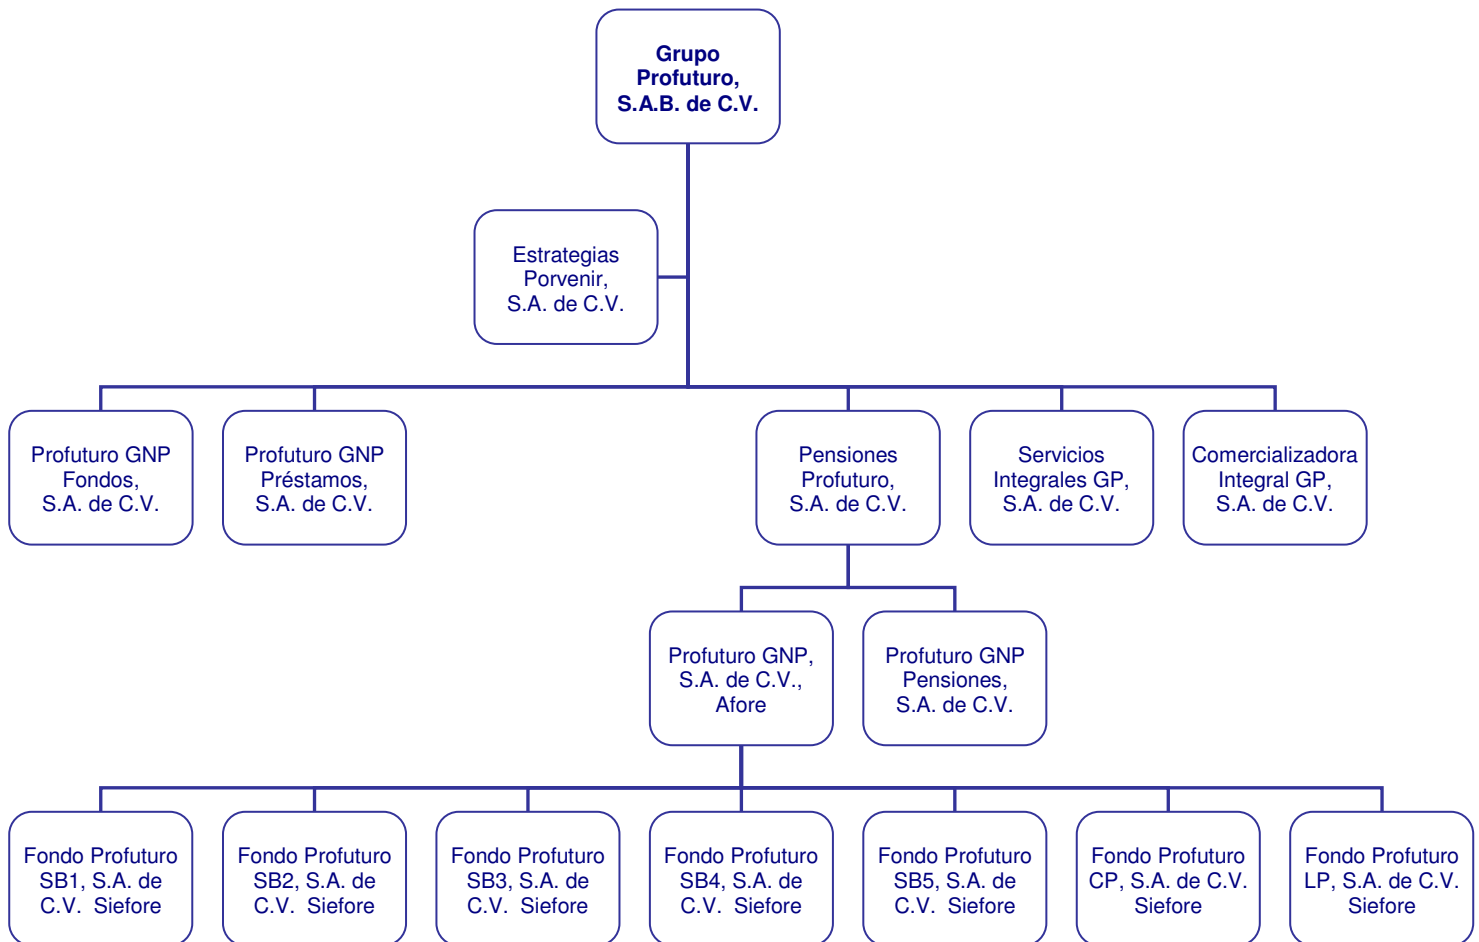 Grupo
Profuturo,
S.A.B. de C.V.
Estrategias
Porvenir,
S.A. de C.V.
Profuturo GNP
Fondos,
S.A. de C.V.
Profuturo GNP
Préstamos,
S.A. de C.V.
Pensiones
Profuturo,
S.A. de C.V.
Servicios
Integrales GP,
S.A. de C.V.
Comercializadora
Integral GP,
S.A. de C.V.
Profuturo GNP,
S.A. de C.V.,
Afore
Profuturo GNP
Pensiones,
S.A. de C.V.
Fondo Profuturo
SB1, S.A. de
C.V.  Siefore
Fondo Profuturo
SB2, S.A. de
C.V.  Siefore
Fondo Profuturo
SB3, S.A. de
C.V.  Siefore
Fondo Profuturo
SB4, S.A. de
C.V.  Siefore
Fondo Profuturo
SB5, S.A. de
C.V.  Siefore
Fondo Profuturo
CP, S.A. de C.V.
Siefore
Fondo Profuturo
LP, S.A. de C.V.
Siefore